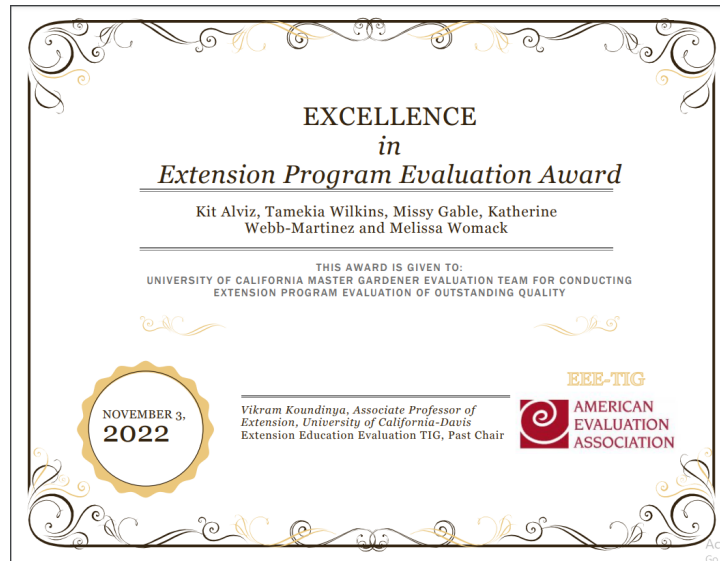 EXCELLENCE
in
Extension Program Evaluation Award
Kit Alviz, Tamekia Wilkins, Missy Gable, Katherine
Webb-Martinez and Melissa Womack
THIS AWARD IS GIVEN TO:
UNIVERSITY OF CALIFORNIA MASTER GARDENER EVALUATION TEAM FOR CONDUCTING
EXTENSION PROGRAM EVALUATION OF OUTSTANDING QUALITY
NOVEMBER 3,
2022
Vikram Koundinya, Associate Professor of
Extension, University of California-Davis
Extension Education Evaluation TIG, Past Chair
EEE-TIG
AMERICAN
EVALUATION
ASSOCIATION